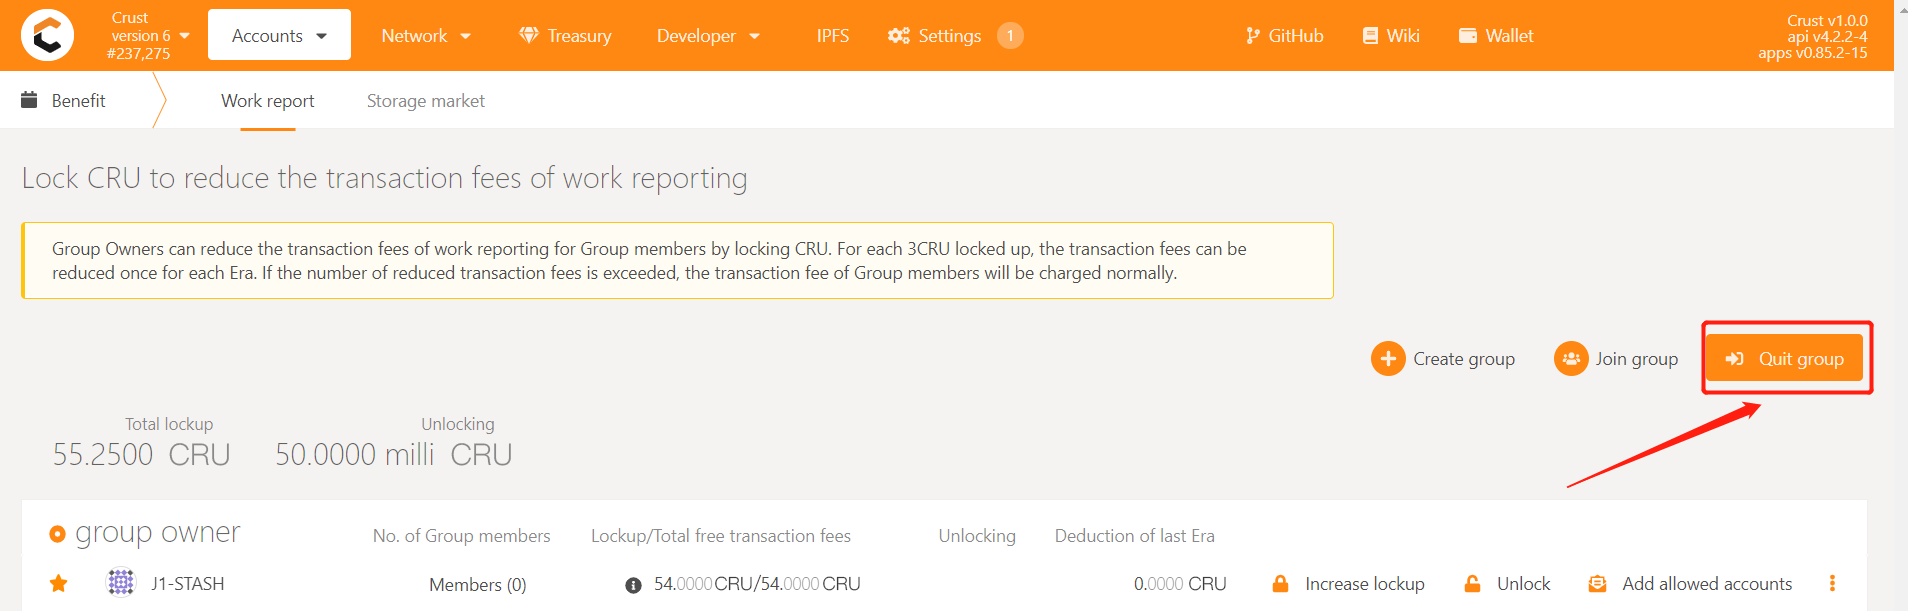 Crust
version 6
#237,275
Accounts
Network
Treasury
Developer
IPFS
Settings
1
GitHub
Wiki
Wallet
Crust v1.0.0
api v4.2.2-4
apps v0.85.2-15
Benefit
Work report
Storage market
Lock CRU to reduce the transaction fees of work reporting
Group Owners can reduce the transaction fees of work reporting for Group members by locking CRU. For each 3CRU locked up, the transaction fees can be
reduced once for each Era. If the number of reduced transaction fees is exceeded, the transaction fee of Group members will be charged normally.
Create group
Join group
Quit group
Total lockup
55.2500 CRU
Unlocking
50.0000 milli CRU
group owner
No. of Group members
Lockup/Total free transaction fees
Unlocking
Deduction of last Era
J1-STASH
Members (0)
54.0000CRU/54.0000 CRU
0.0000 CRU
Increase lockup
Unlock
Add allowed accounts